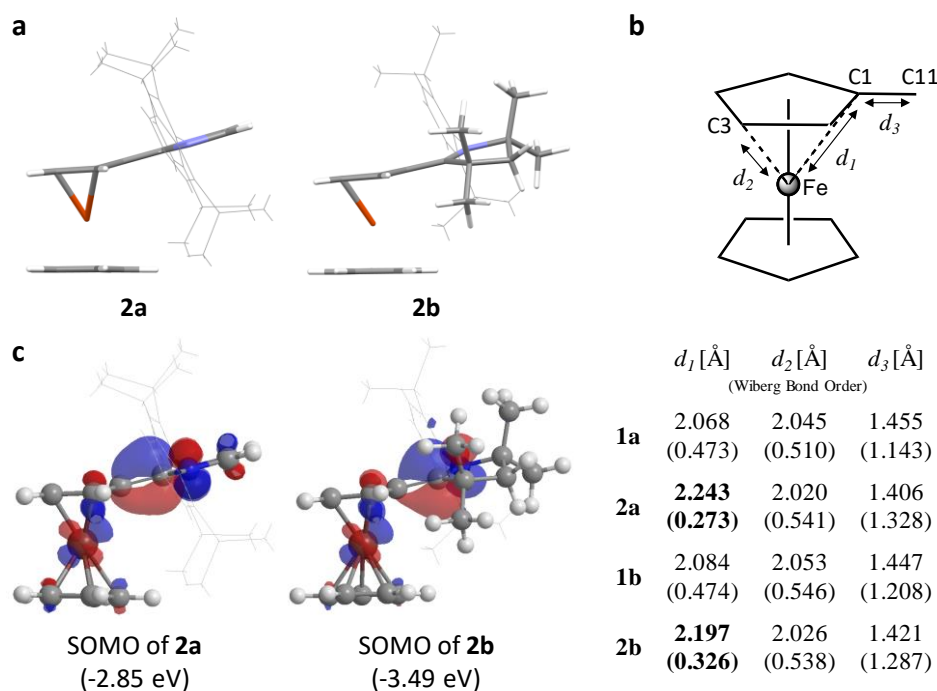 a
b
2a
2b
C1
C11
C3
d3
d1
d2
Fe
c
SOMO of 2a
(-2.85 eV)
SOMO of 2b
(-3.49 eV)
d1 [Å] d2 [Å] d3 [Å]
(Wiberg Bond Order)
1a 2.068 2.045 1.455
(0.473) (0.510) (1.143)
2a 2.243 2.020 1.406
(0.273) (0.541) (1.328)
1b 2.084 2.053 1.447
(0.474) (0.546) (1.208)
2b 2.197 2.026 1.421
(0.326) (0.538) (1.287)